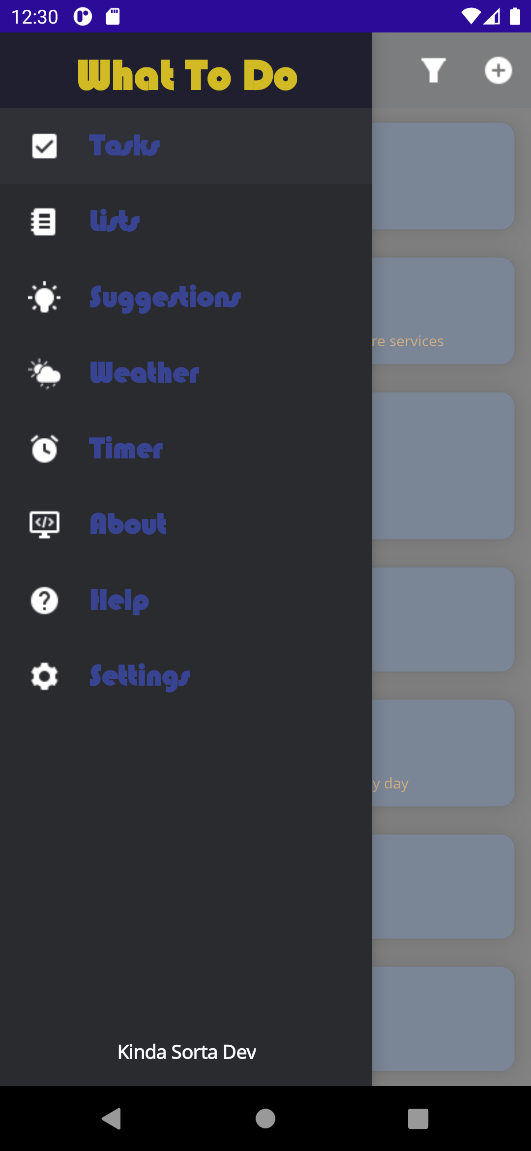 12:30
What To Do
Tasks
Lists
Suggestions
re services
Weather
Timer
About
Help
Settings
y day
Kinda Sorta Dev